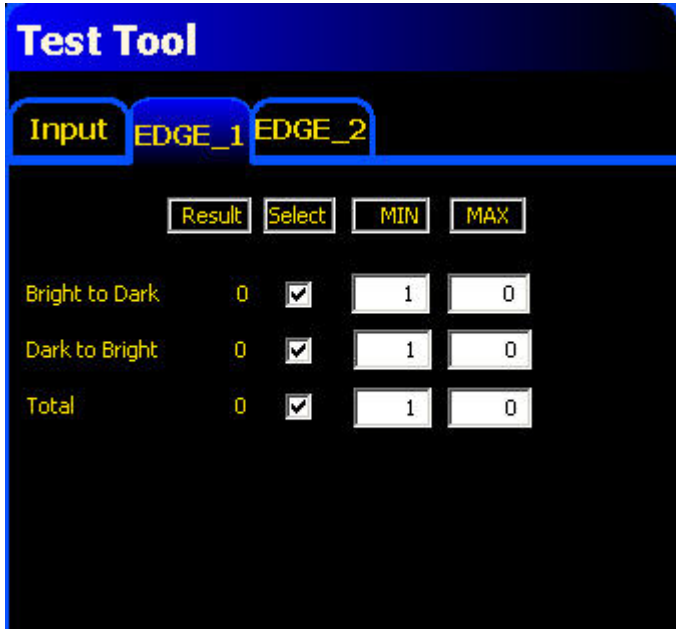 Test Tool
Input EDGE_1 EDGE_2
Result Select MIN MAX
Bright to Dark 0 1 0
Dark to Bright 0 1 0
Total 0 1 0